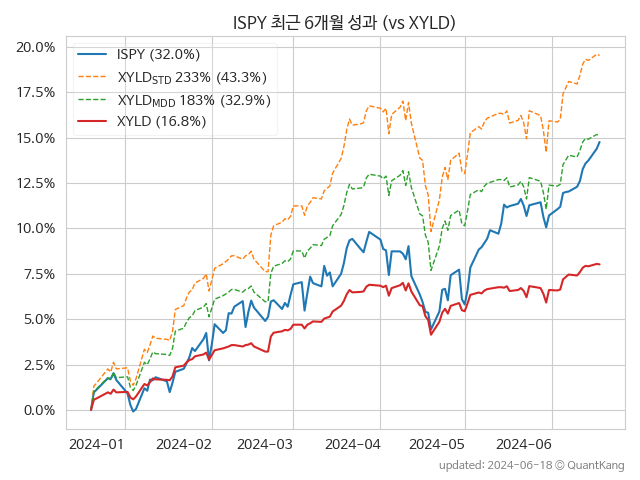 ISPY 최근 6개월 성과 (vs XYLD)
20.0%
17.5%
15.0%
12.5%
10.0%
7.5%
5.0%
2.5%
0.0%
ISPY (32.0%)
XYLD_STD 233% (43.3%)
XYLD_MDD 183% (32.9%)
XYLD (16.8%)
2024-01 2024-02 2024-03 2024-04 2024-05 2024-06
updated: 2024-06-18 © QuantKang